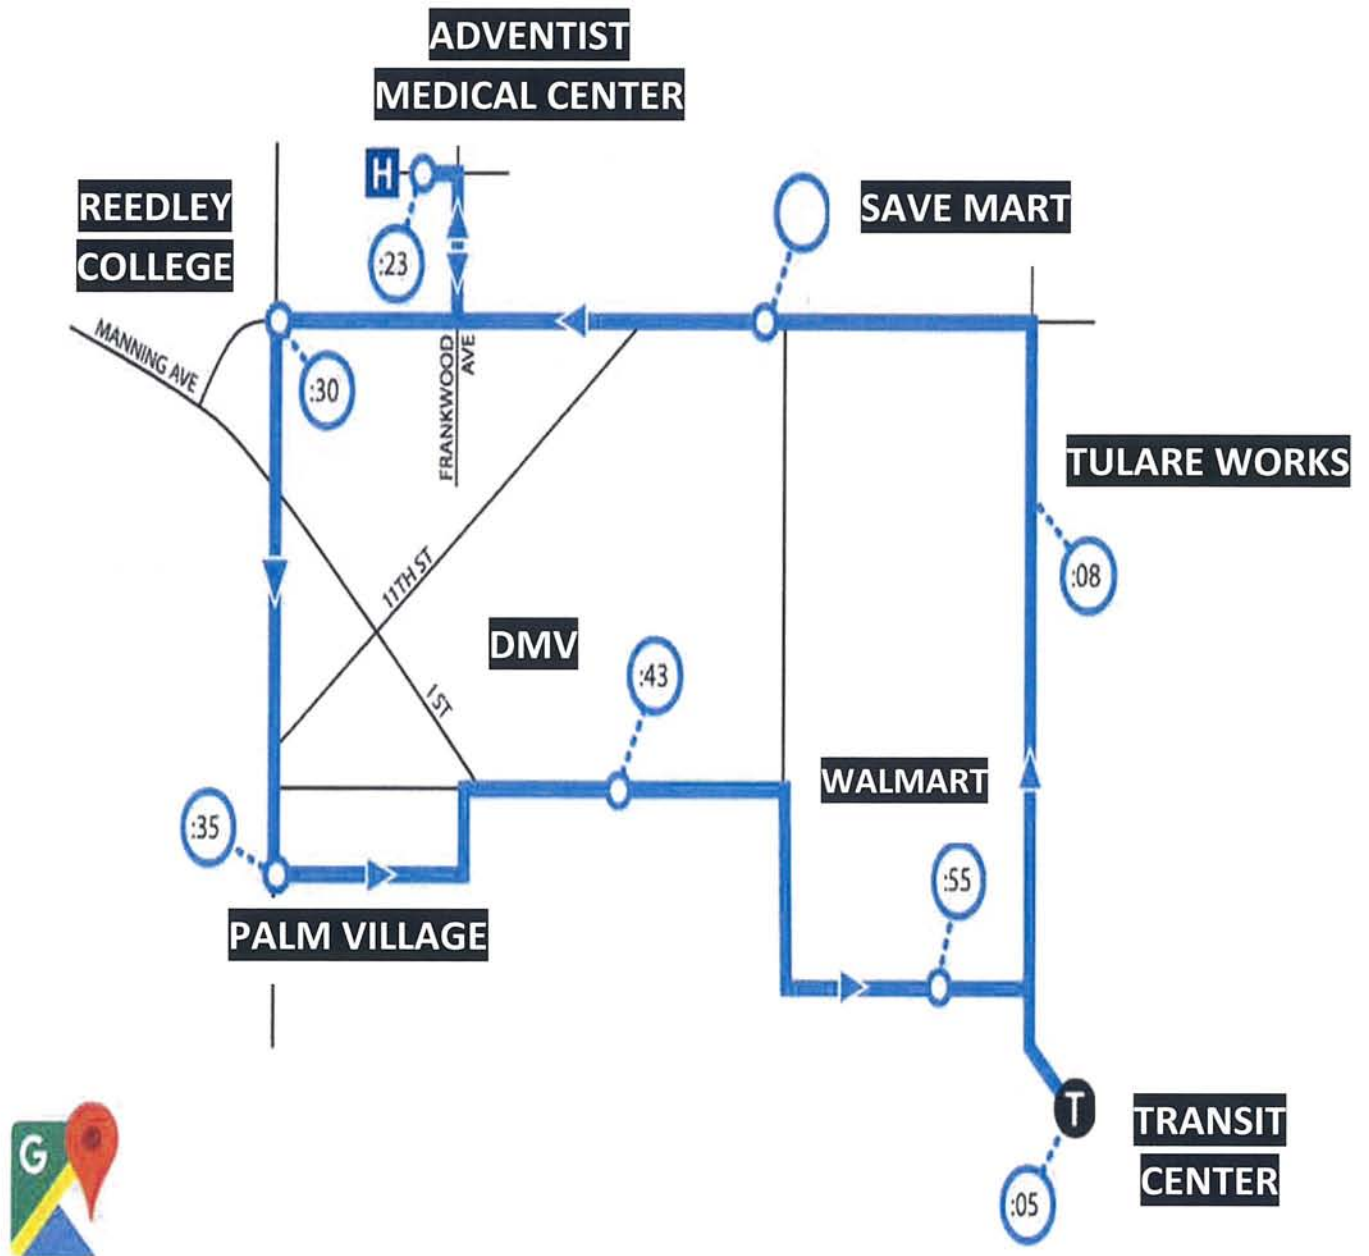 ADVENTIST
MEDICAL CENTER
H
REEDLEY
COLLEGE
SAVE MART
:23
MANNING AVE
FRANKWOOD
AVE
:30
TULARE WORKS
:08
11TH ST
DMV
:43
I ST
WALMART
:35
:55
PALM VILLAGE
T
TRANSIT
CENTER
:05
G